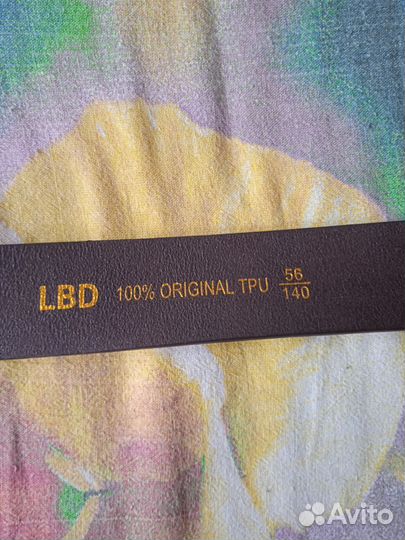 LBD 100% ORIGINAL TPU 56/140
Avito